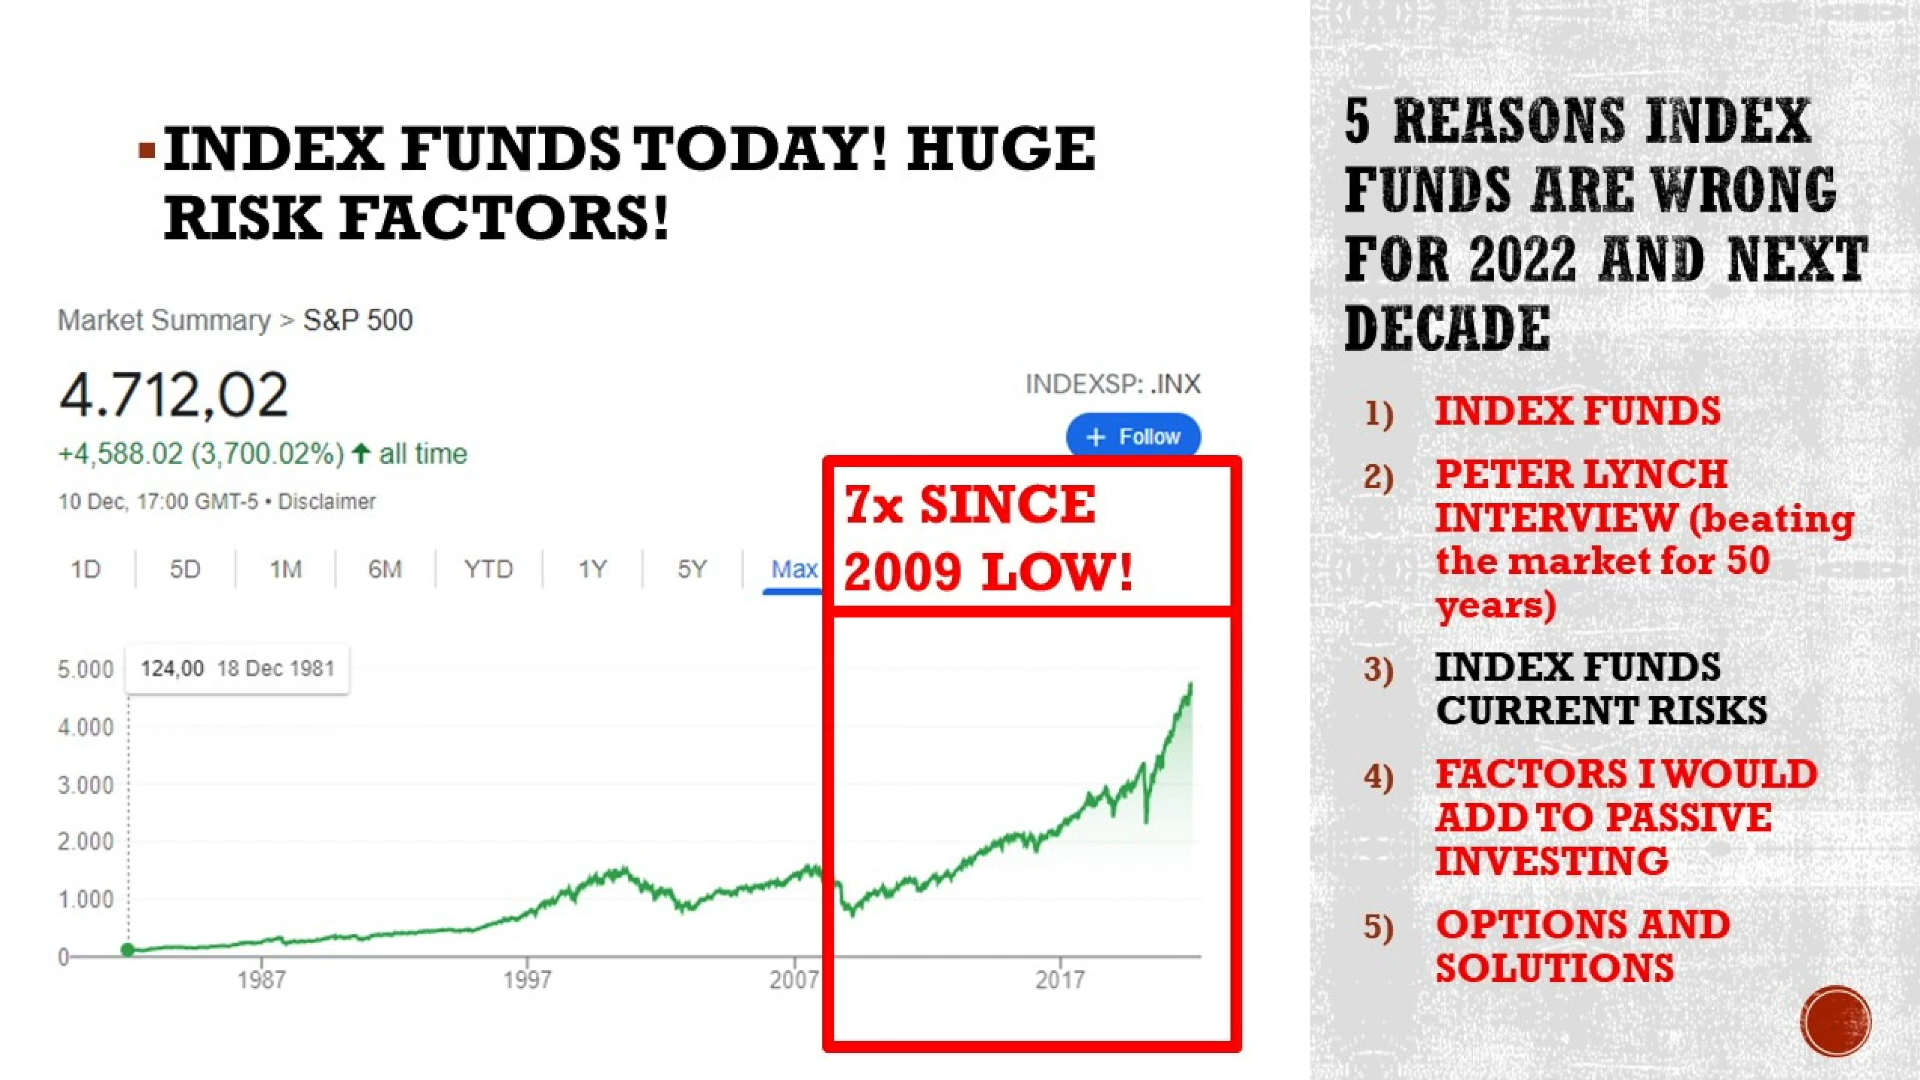 INDEX FUNDS TODAY! HUGE
RISK FACTORS!
Market Summary > S&P 500
4.712,02
+4,588.02 (3,700.02%) ↑ all time
10 Dec, 17:00 GMT-5 • Disclaimer
INDEXSP: .INX
+ Follow
1D 5D 1M 6M YTD 1Y 5Y Max
7x SINCE
2009 LOW!
124,00 18 Dec 1981
5.000
4.000
3.000
2.000
1.000
0
1987 1997 2007 2017
5 REASONS INDEX
FUNDS ARE WRONG
FOR 2022 AND NEXT
DECADE
1) INDEX FUNDS
2) PETER LYNCH
INTERVIEW (beating
the market for 50
years)
3) INDEX FUNDS
CURRENT RISKS
4) FACTORS I WOULD
ADD TO PASSIVE
INVESTING
5) OPTIONS AND
SOLUTIONS